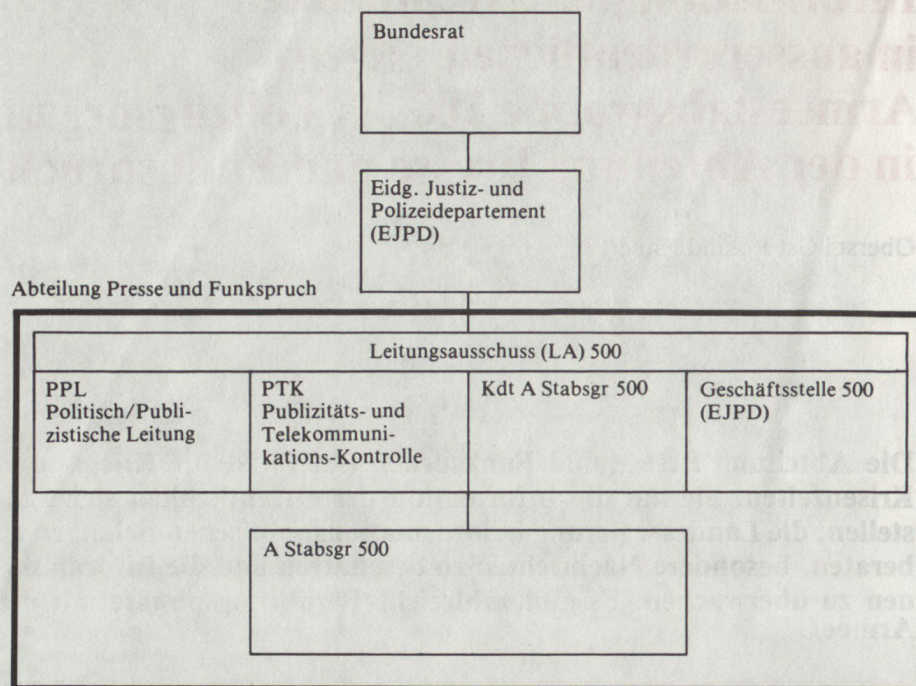 Bundesrat
Eidg. Justiz- und
Polizeidepartement
(EJPD)
Abteilung Presse und Funkspruch
Leitungsausschuss (LA) 500
PPL
Politisch/Publi-
zistische Leitung
PTK
Publizitäts- und
Telekommuni-
kations-Kontrolle
Kdt A Stabsgr 500
Geschäftsstelle 500
(EJPD)
A Stabsgr 500